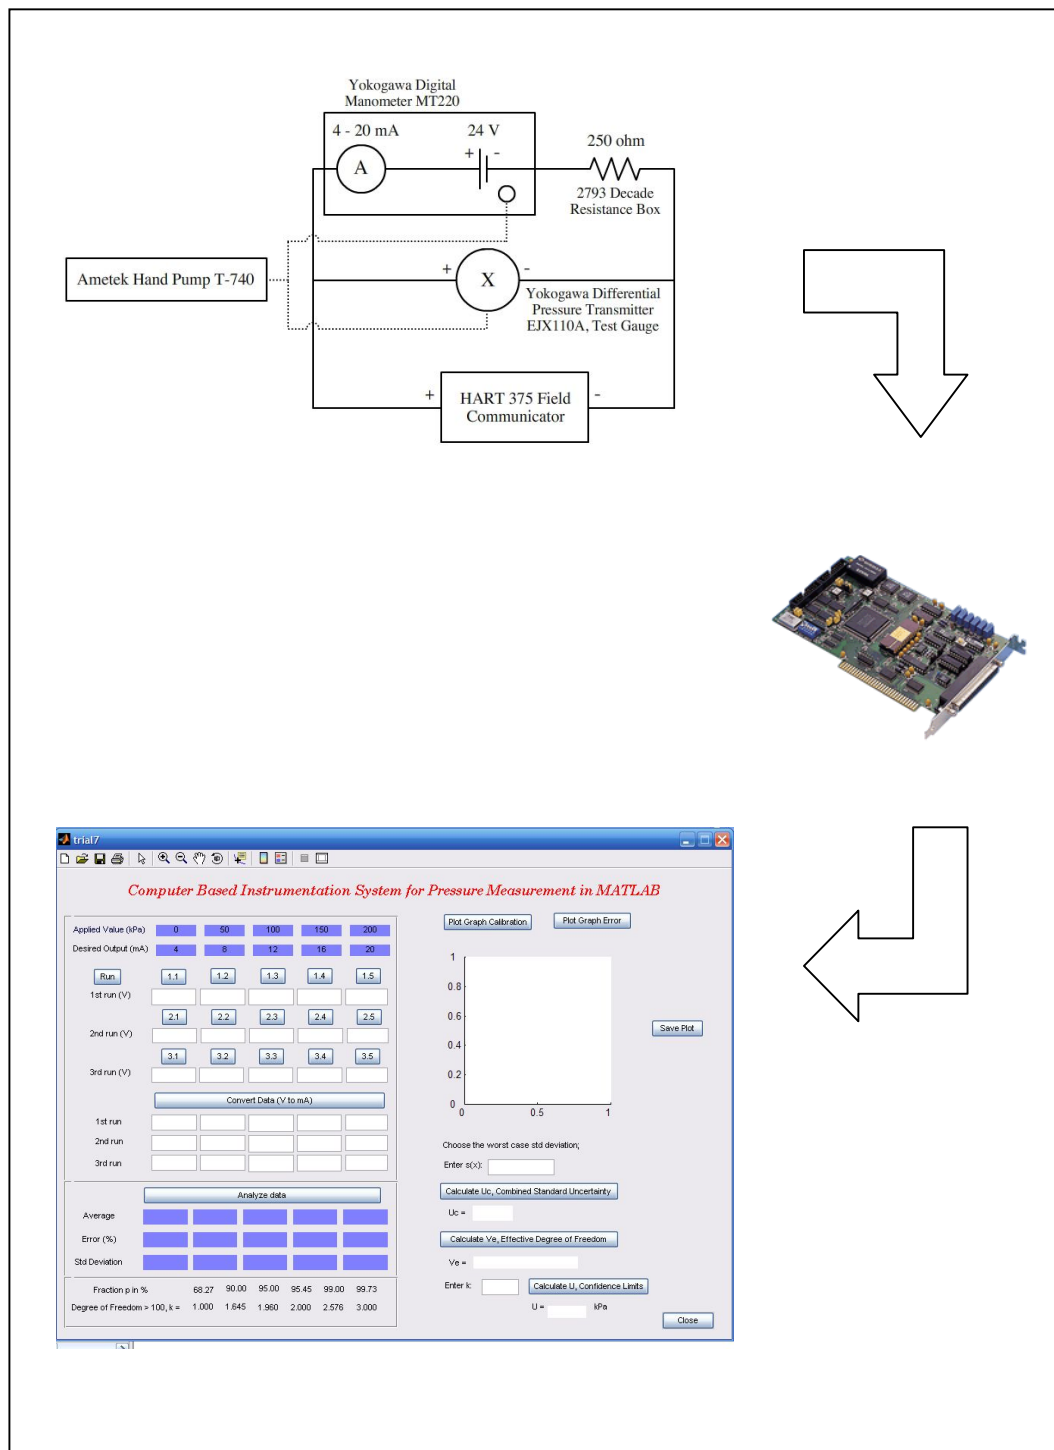 Yokogawa Digital
Manometer MT220
4 - 20 mA
24 V
+ -
A
250 ohm
2793 Decade
Resistance Box
Ametek Hand Pump T-740
+
X
-
Yokogawa Differential
Pressure Transmitter
EJX110A, Test Gauge
+
HART 375 Field
Communicator
-
trial7
Computer Based Instrumentation System for Pressure Measurement in MATLAB
Applied Value (kPa) 0 50 100 150 200
Desired Output (mA) 4 8 12 16 20
Run 1.1 1.2 1.3 1.4 1.5
1st run (V)
2.1 2.2 2.3 2.4 2.5
2nd run (V)
3.1 3.2 3.3 3.4 3.5
3rd run (V)
Convert Data (V to mA)
1st run
2nd run
3rd run
Analyze data
Average
Error (%)
Std Deviation
Fraction p in % 68.27 90.00 95.00 95.45 99.00 99.73
Degree of Freedom > 100, k = 1.000 1.645 1.960 2.000 2.576 3.000
Plot Graph Calibration
Plot Graph Error
1
0.8
0.6
0.4
0.2
0
0 0.5 1
Save Plot
Choose the worst case std deviation;
Enter s(x):
Calculate Uc, Combined Standard Uncertainty
Uc =
Calculate Ve, Effective Degree of Freedom
Ve =
Enter k:
Calculate U, Confidence Limits
U = kPa
Close